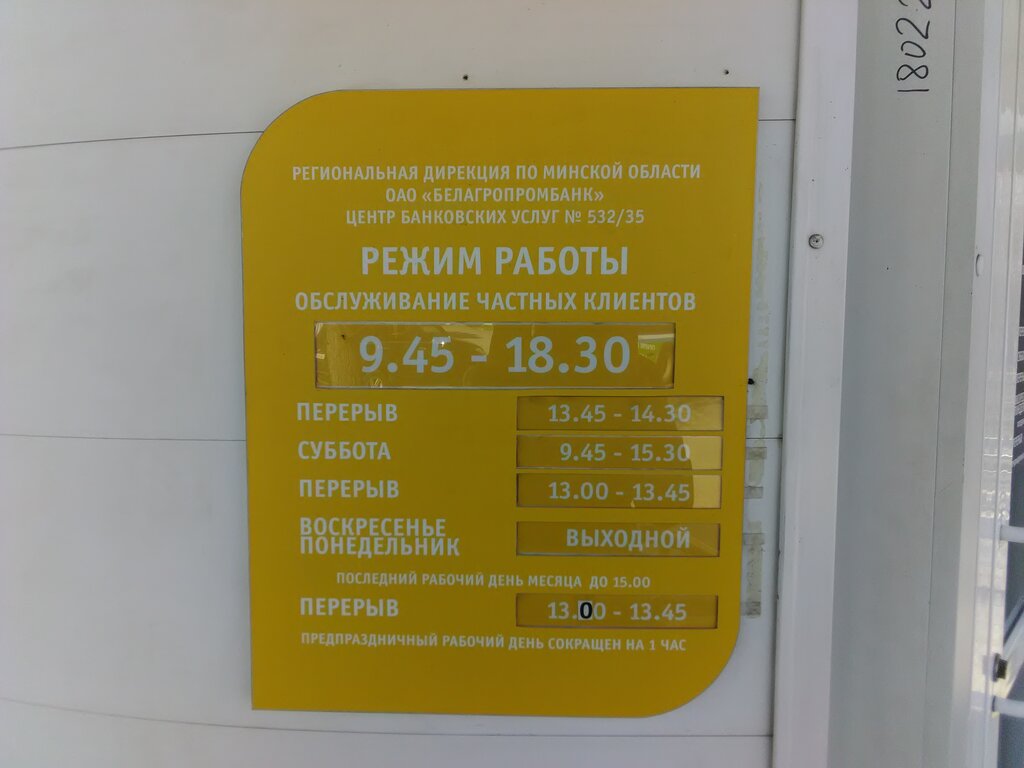 РЕГИОНАЛЬНАЯ ДИРЕКЦИЯ ПО МИНСКОЙ ОБЛАСТИ
ОАО «БЕЛАГРОПРОМБАНК»
ЦЕНТР БАНКОВСКИХ УСЛУГ № 532/35
РЕЖИМ РАБОТЫ
ОБСЛУЖИВАНИЕ ЧАСТНЫХ КЛИЕНТОВ
9.45 - 18.30
ПЕРЕРЫВ 13.45 - 14.30
СУББОТА 9.45 - 15.30
ПЕРЕРЫВ 13.00 - 13.45
ВОСКРЕСЕНЬЕ
ПОНЕДЕЛЬНИК ВЫХОДНОЙ
ПОСЛЕДНИЙ РАБОЧИЙ ДЕНЬ МЕСЯЦА ДО 15.00
ПЕРЕРЫВ 13.00 - 13.45
ПРЕДПРАЗДНИЧНЫЙ РАБОЧИЙ ДЕНЬ СОКРАЩЕН НА 1 ЧАС
18022